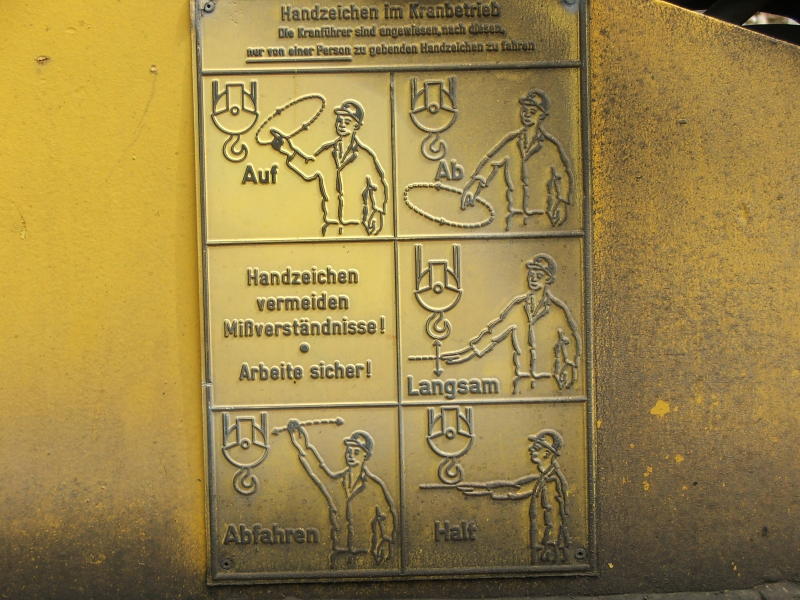 Handzeichen im Kranbetrieb
Die Kranführer sind angewiesen, nach diesen,
nur von einer Person zu gebenden Handzeichen zu fahren
Auf
Ab
Handzeichen
vermeiden
Mißverständnisse!
•
Arbeite sicher!
Langsam
Abfahren
Halt